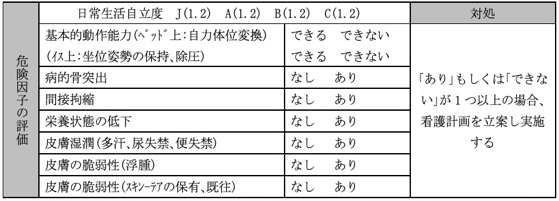 日常生活自立度 J(1.2) A(1.2) B(1.2) C(1.2) 対処
危険因子の評価
基本的動作能力(ﾍﾞｯﾄﾞ上:自力体位変換) できる できない
(ｲｽ上:坐位姿勢の保持、除圧) できる できない
病的骨突出 なし あり
間接拘縮 なし あり
栄養状態の低下 なし あり
皮膚湿潤(多汗、尿失禁、便失禁) なし あり
皮膚の脆弱性(浮腫) なし あり
皮膚の脆弱性(ｽｷﾝ-ﾃｱの保有、既往) なし あり
「あり」もしくは「できな
い」が1つ以上の場合、
看護計画を立案し実施
する